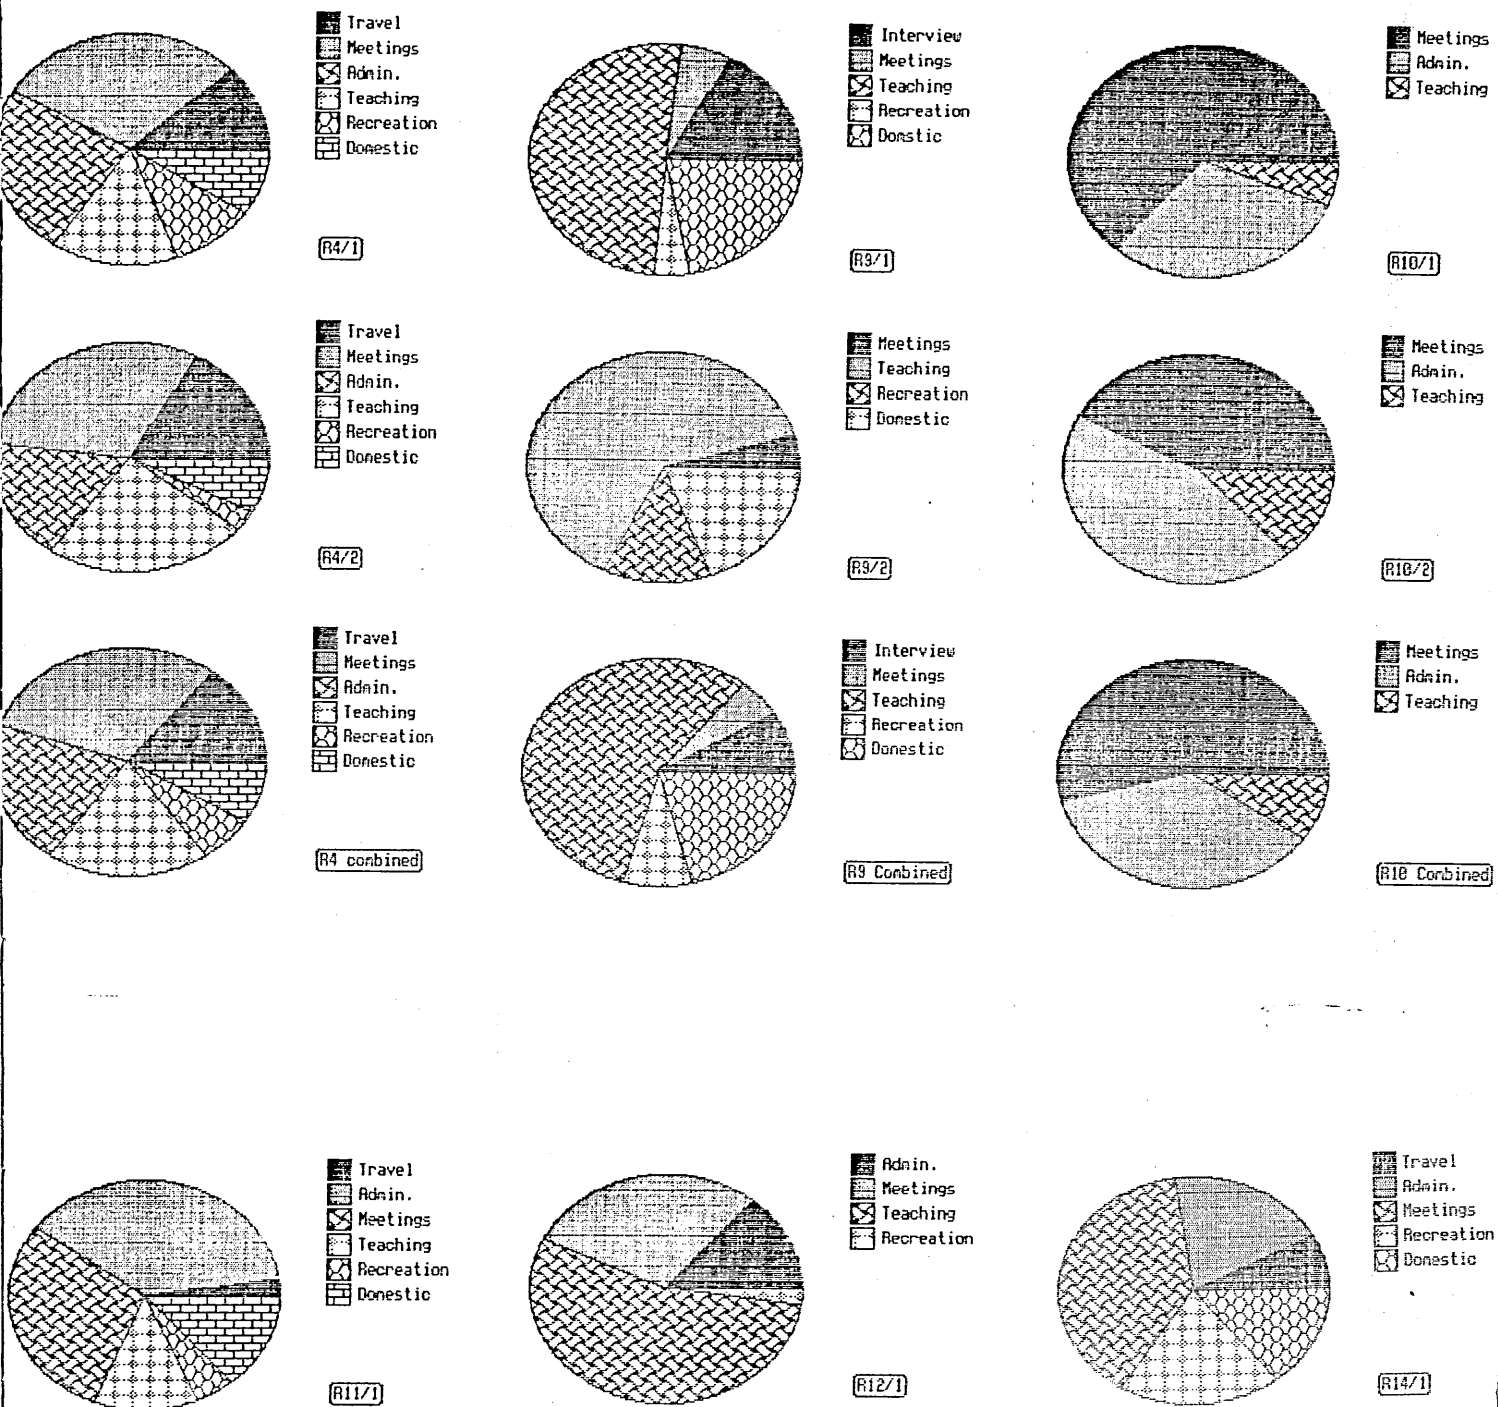 Travel
Meetings
Admin.
Teaching
Recreation
Domestic
R4/1
Interview
Meetings
Teaching
Recreation
Domstic
R9/1
Meetings
Admin.
Teaching
R10/1
Travel
Meetings
Admin.
Teaching
Recreation
Domestic
R4/2
Meetings
Teaching
Recreation
Domestic
R9/2
Meetings
Admin.
Teaching
R10/2
Travel
Meetings
Admin.
Teaching
Recreation
Domestic
R4 combined
Interview
Meetings
Teaching
Recreation
Domestic
R9 Combined
Meetings
Admin.
Teaching
R10 Combined
Travel
Admin.
Meetings
Teaching
Recreation
Domestic
R11/1
Admin.
Meetings
Teaching
Recreation
R12/1
Travel
Admin.
Meetings
Recreation
Domestic
R14/1